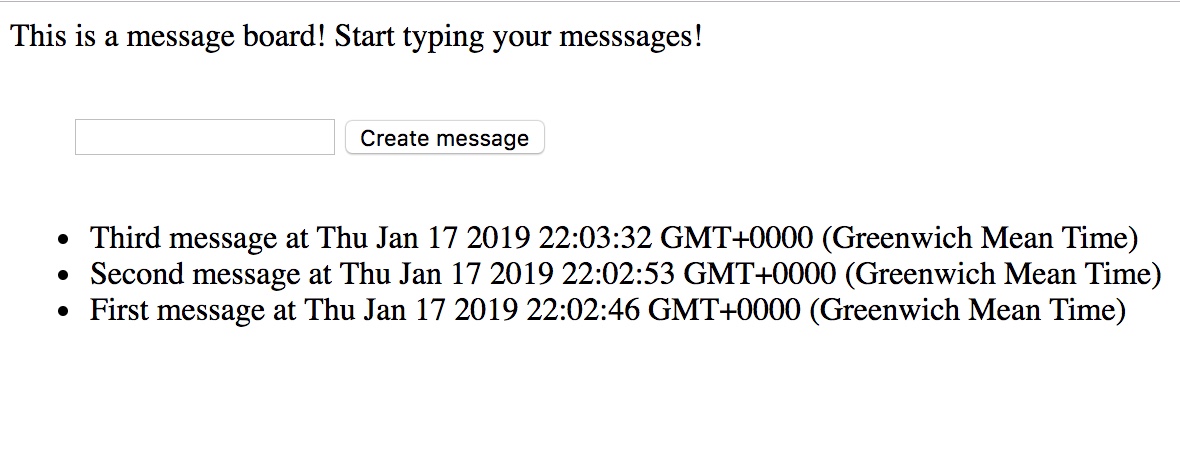 This is a message board! Start typing your messsages!
Create message
Third message at Thu Jan 17 2019 22:03:32 GMT+0000 (Greenwich Mean Time)
Second message at Thu Jan 17 2019 22:02:53 GMT+0000 (Greenwich Mean Time)
First message at Thu Jan 17 2019 22:02:46 GMT+0000 (Greenwich Mean Time)